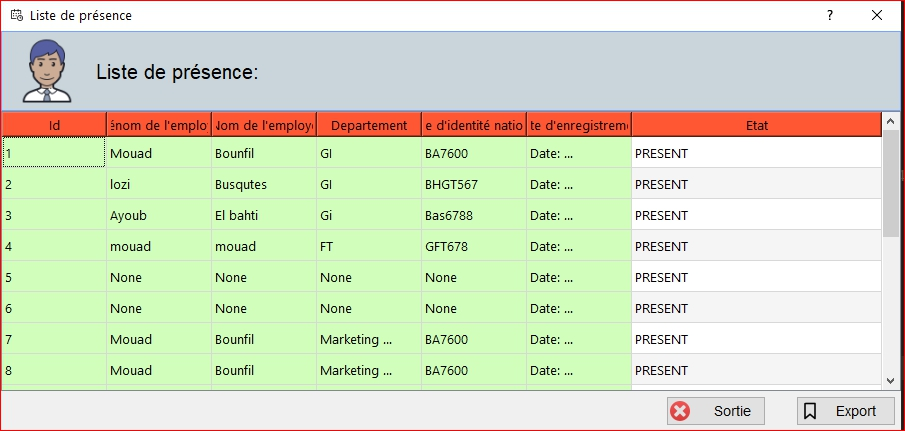 Liste de présence
Liste de présence:
Id énom de l'emplo Nom de l'employ Departement e d'identité natio te d'enregistrem Etat
1 Mouad Bounfil GI BA7600 Date: ... PRESENT
2 lozi Busqutes GI BHGT567 Date: ... PRESENT
3 Ayoub El bahti Gi Bas6788 Date: ... PRESENT
4 mouad mouad FT GFT678 Date: ... PRESENT
5 None None None None Date: ... PRESENT
6 None None None None Date: ... PRESENT
7 Mouad Bounfil Marketing ... BA7600 Date: ... PRESENT
8 Mouad Bounfil Marketing ... BA7600 Date: ... PRESENT
Sortie Export